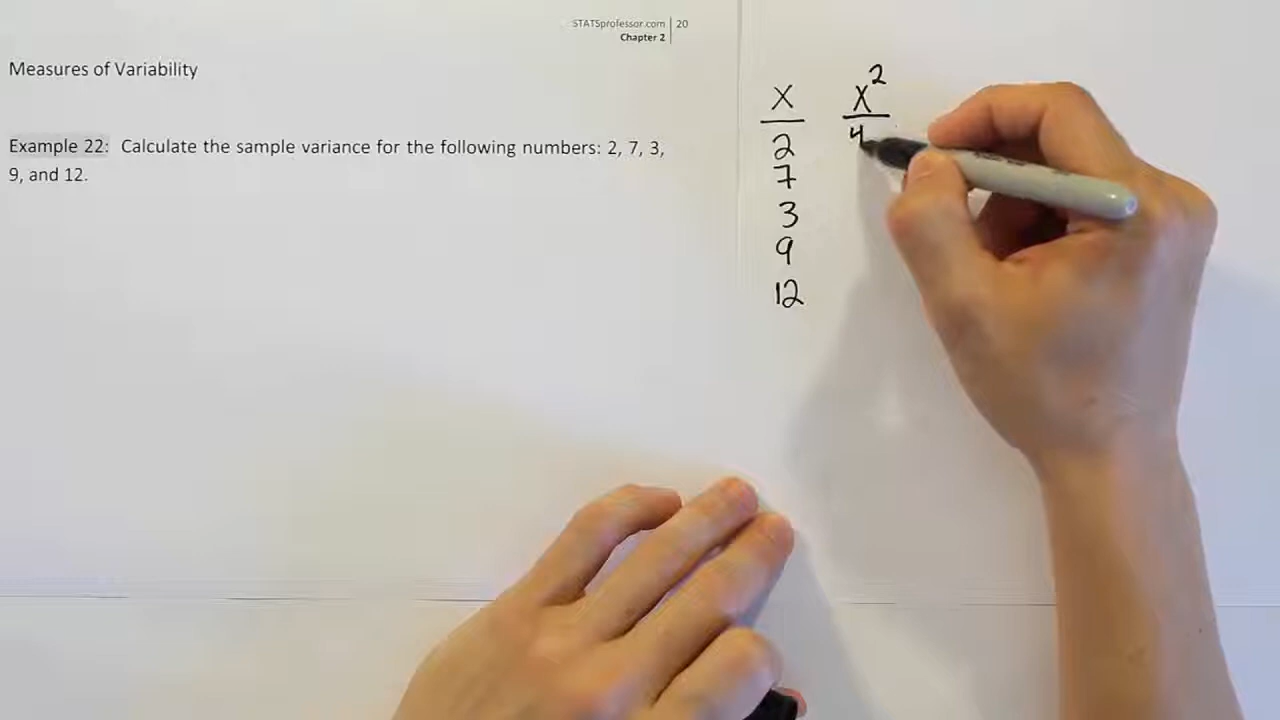 STATSprofessor.com | 20
Chapter 2
Measures of Variability
Example 22: Calculate the sample variance for the following numbers: 2, 7, 3,
9, and 12.
X X²
2 4
7
3
9
12